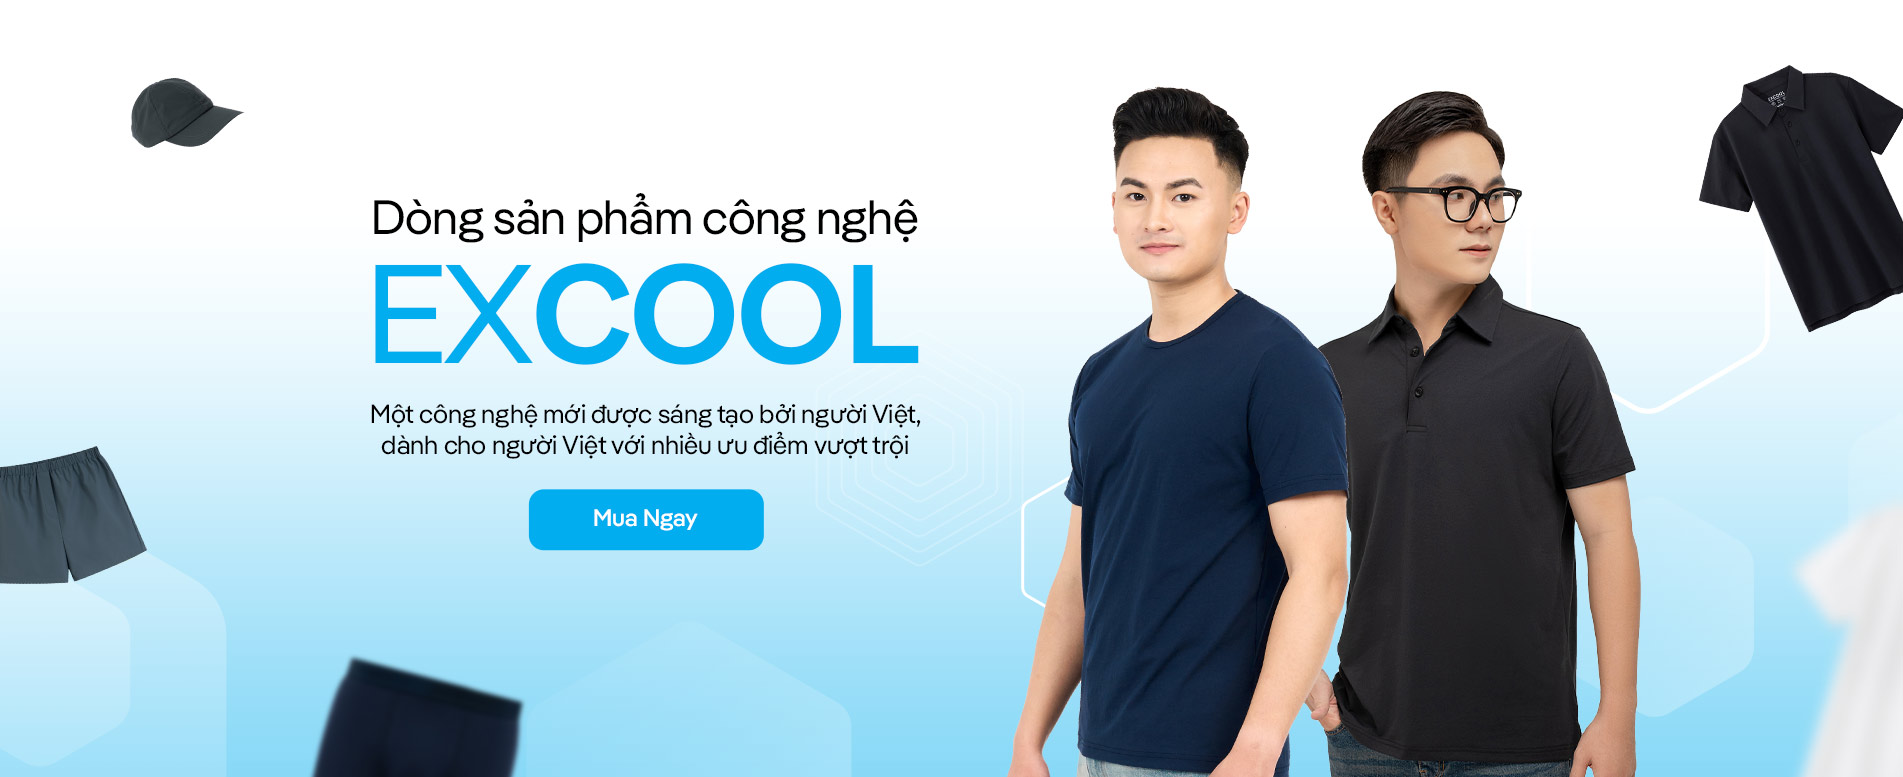 Dòng sản phẩm công nghệ
EXCOOL
Một công nghệ mới được sáng tạo bởi người Việt,
dành cho người Việt với nhiều ưu điểm vượt trội
Mua Ngay
EXCOOL